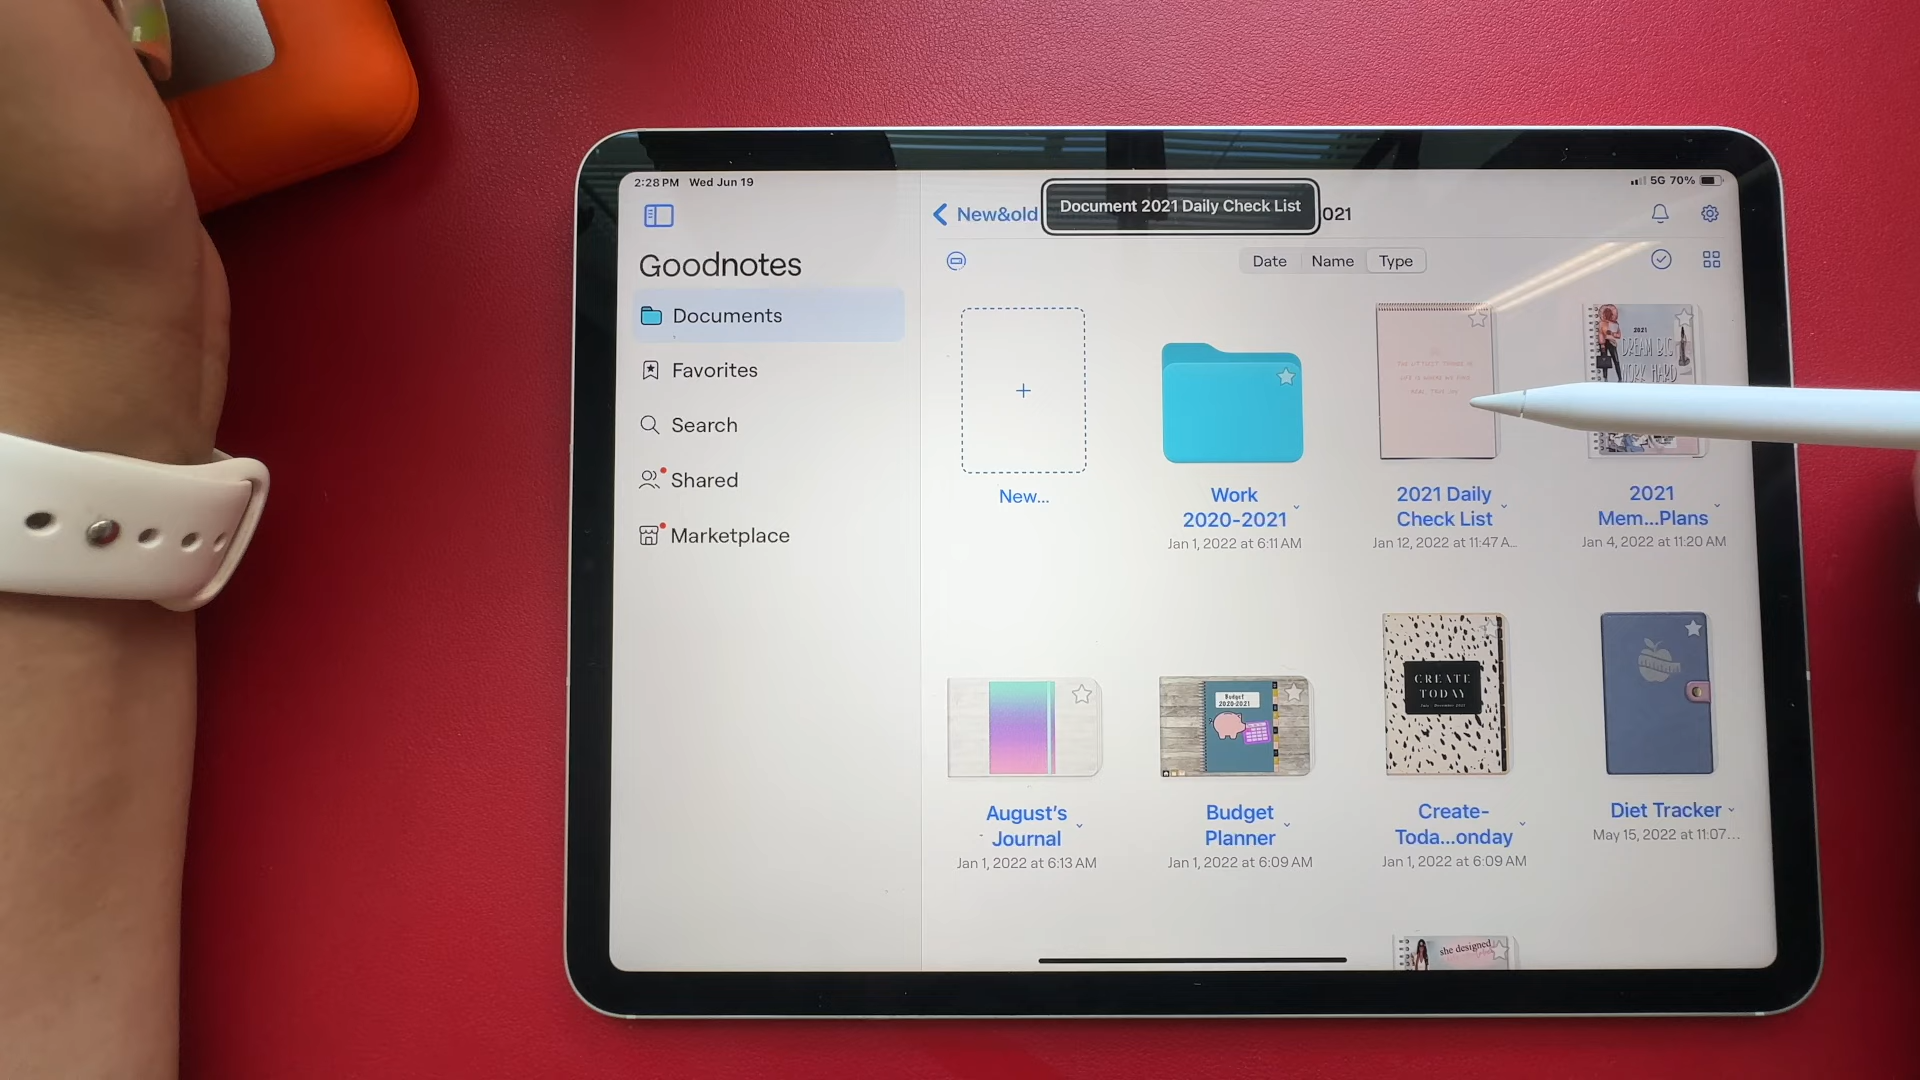 2:28 PM Wed Jun 19
5G 70%
New&old
Document 2021 Daily Check List
021
Goodnotes
Date
Name
Type
Documents
Favorites
Search
Shared
Marketplace
New...
Work
2020-2021
Jan 1, 2022 at 6:11 AM
2021 Daily
Check List
Jan 12, 2022 at 11:47 A...
2021
DREAM BIG
WORK HARD
2021
Mem...Plans
Jan 4, 2022 at 11:20 AM
August's
Journal
Jan 1, 2022 at 6:13 AM
Budget
2020-2021
Budget
Planner
Jan 1, 2022 at 6:09 AM
CREATE
TODAY
Create-
Toda...onday
Jan 1, 2022 at 6:09 AM
Diet Tracker
May 15, 2022 at 11:07...
she designed